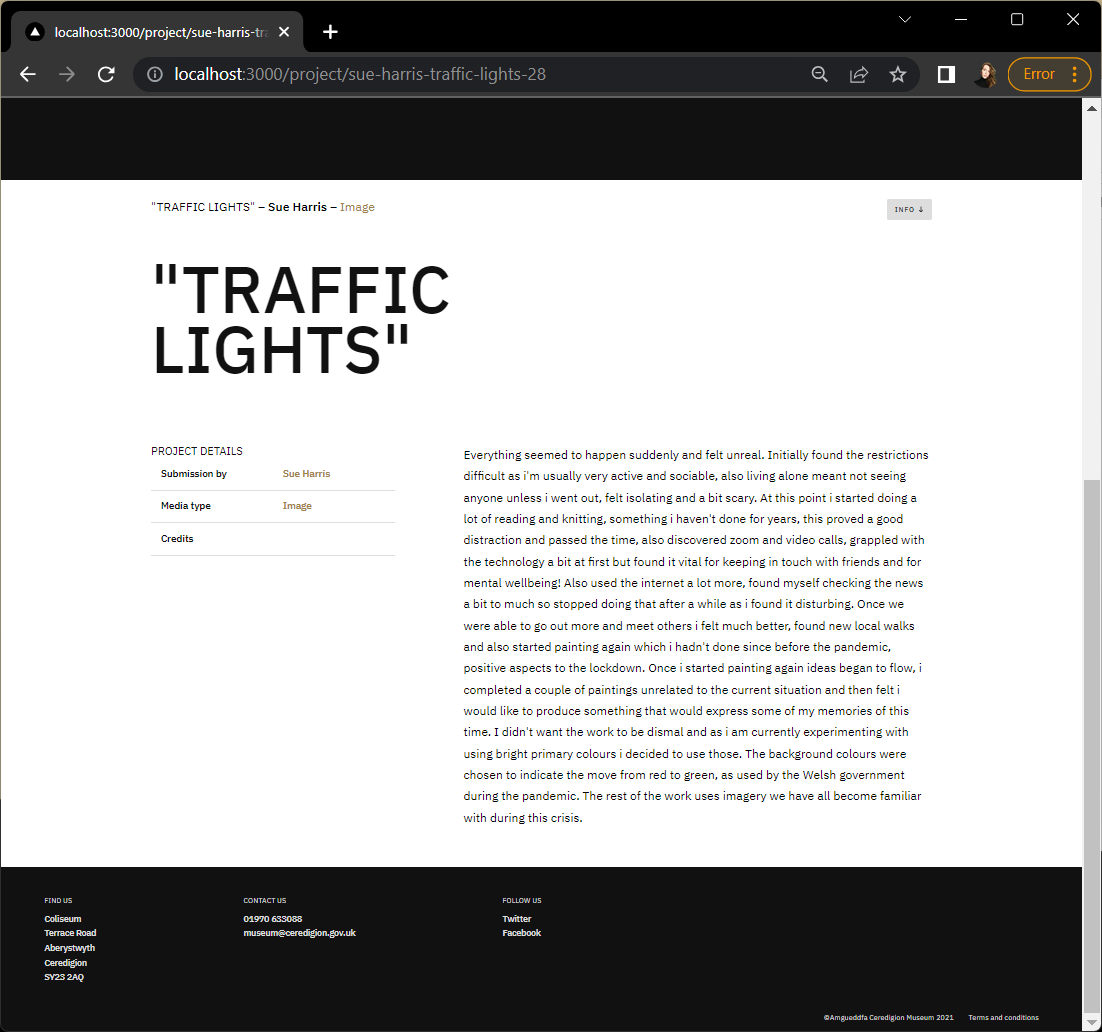 localhost:3000/project/sue-harris-tra
localhost:3000/project/sue-harris-traffic-lights-28
Error
"TRAFFIC LIGHTS" – Sue Harris – Image
INFO ↓
"TRAFFIC
LIGHTS"
PROJECT DETAILS
Submission by Sue Harris
Media type Image
Credits
Everything seemed to happen suddenly and felt unreal. Initially found the restrictions
difficult as i'm usually very active and sociable, also living alone meant not seeing
anyone unless i went out, felt isolating and a bit scary. At this point i started doing a
lot of reading and knitting, something i haven't done for years, this proved a good
distraction and passed the time, also discovered zoom and video calls, grappled with
the technology a bit at first but found it vital for keeping in touch with friends and for
mental wellbeing! Also used the internet a lot more, found myself checking the news
a bit to much so stopped doing that after a while as i found it disturbing. Once we
were able to go out more and meet others i felt much better, found new local walks
and also started painting again which i hadn't done since before the pandemic,
positive aspects to the lockdown. Once i started painting again ideas began to flow, i
completed a couple of paintings unrelated to the current situation and then felt i
would like to produce something that would express some of my memories of this
time. I didn't want the work to be dismal and as i am currently experimenting with
using bright primary colours i decided to use those. The background colours were
chosen to indicate the move from red to green, as used by the Welsh government
during the pandemic. The rest of the work uses imagery we have all become familiar
with during this crisis.
FIND US
Coliseum
Terrace Road
Aberystwyth
Ceredigion
SY23 2AQ
CONTACT US
01970 633088
museum@ceredigion.gov.uk
FOLLOW US
Twitter
Facebook
©Amgueddfa Ceredigion Museum 2021 Terms and conditions